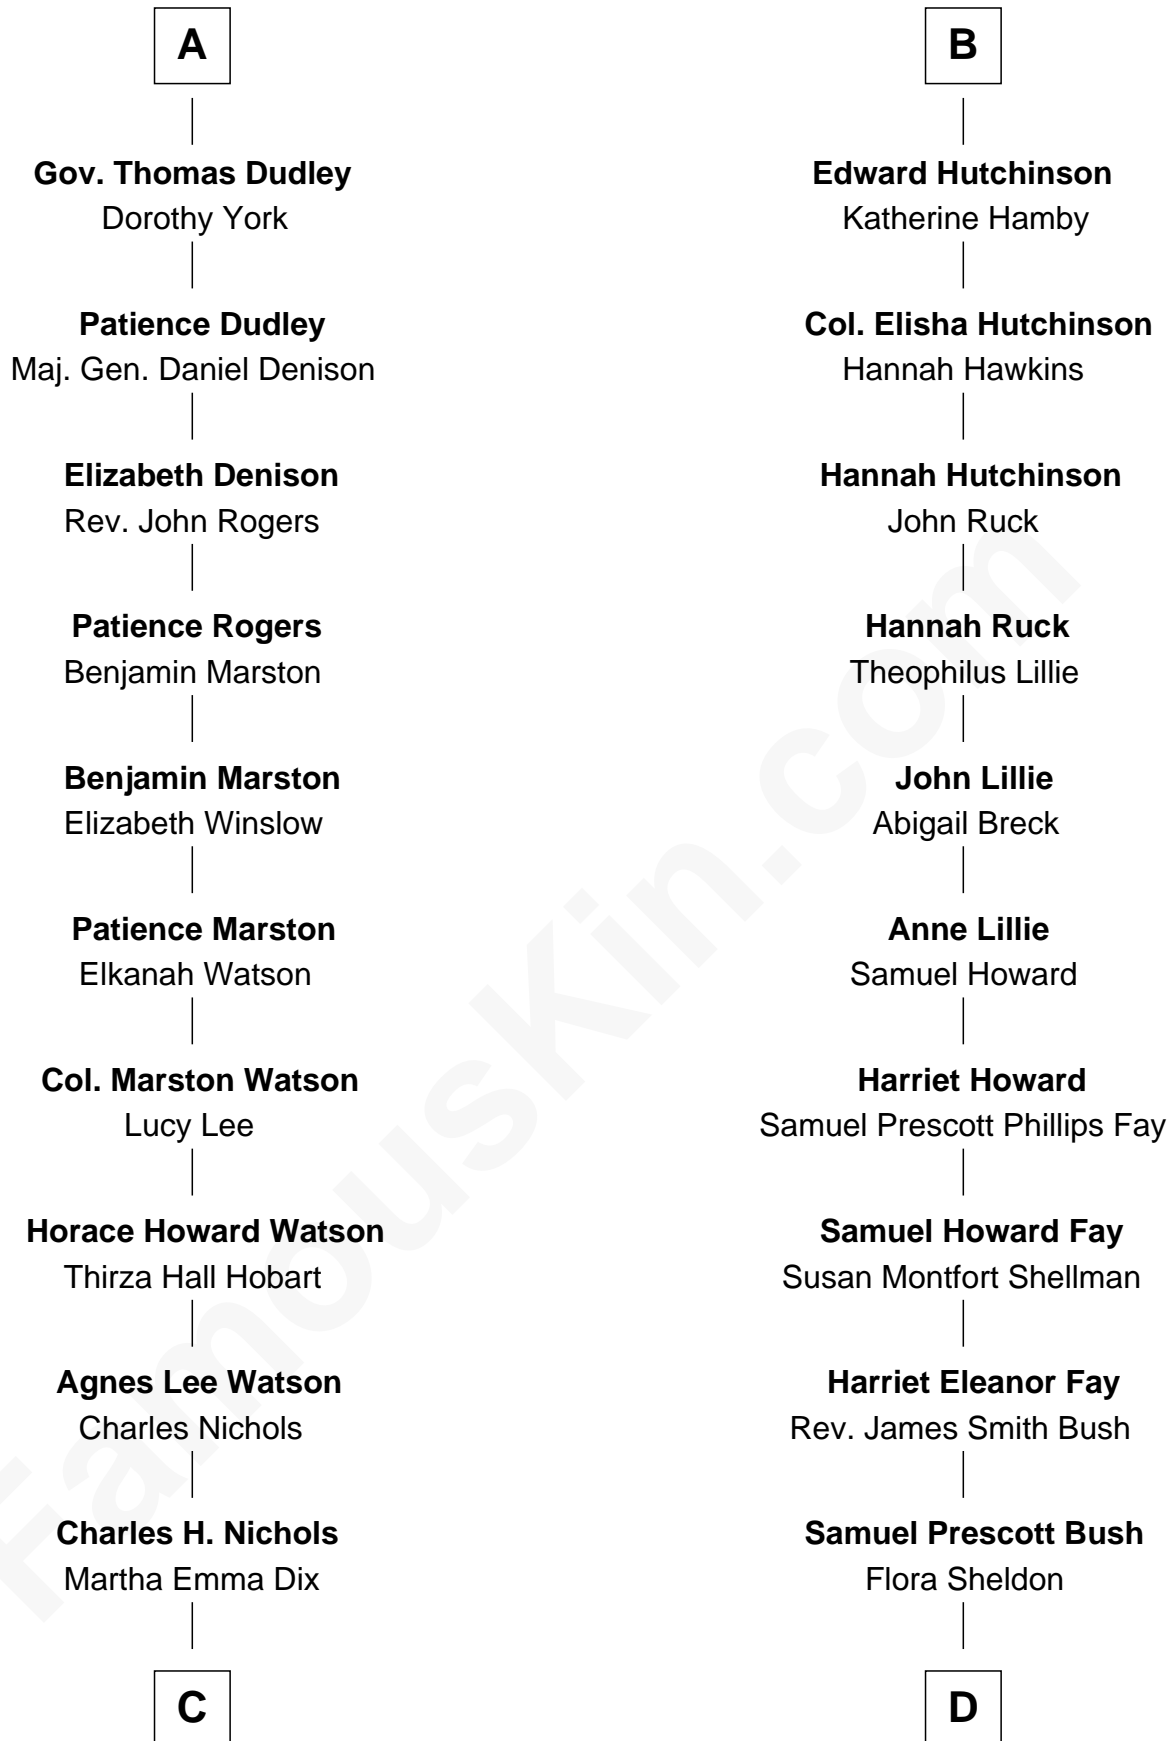 A
Gov. Thomas Dudley
Dorothy York
Patience Dudley
Maj. Gen. Daniel Denison
Elizabeth Denison
Rev. John Rogers
Patience Rogers
Benjamin Marston
Benjamin Marston
Elizabeth Winslow
Patience Marston
Elkanah Watson
Col. Marston Watson
Lucy Lee
Horace Howard Watson
Thirza Hall Hobart
Agnes Lee Watson
Charles Nichols
Charles H. Nichols
Martha Emma Dix
C
B
Edward Hutchinson
Katherine Hamby
Col. Elisha Hutchinson
Hannah Hawkins
Hannah Hutchinson
John Ruck
Hannah Ruck
Theophilus Lillie
John Lillie
Abigail Breck
Anne Lillie
Samuel Howard
Harriet Howard
Samuel Prescott Phillips Fay
Samuel Howard Fay
Susan Montfort Shellman
Harriet Eleanor Fay
Rev. James Smith Bush
Samuel Prescott Bush
Flora Sheldon
D
FamousKin.com